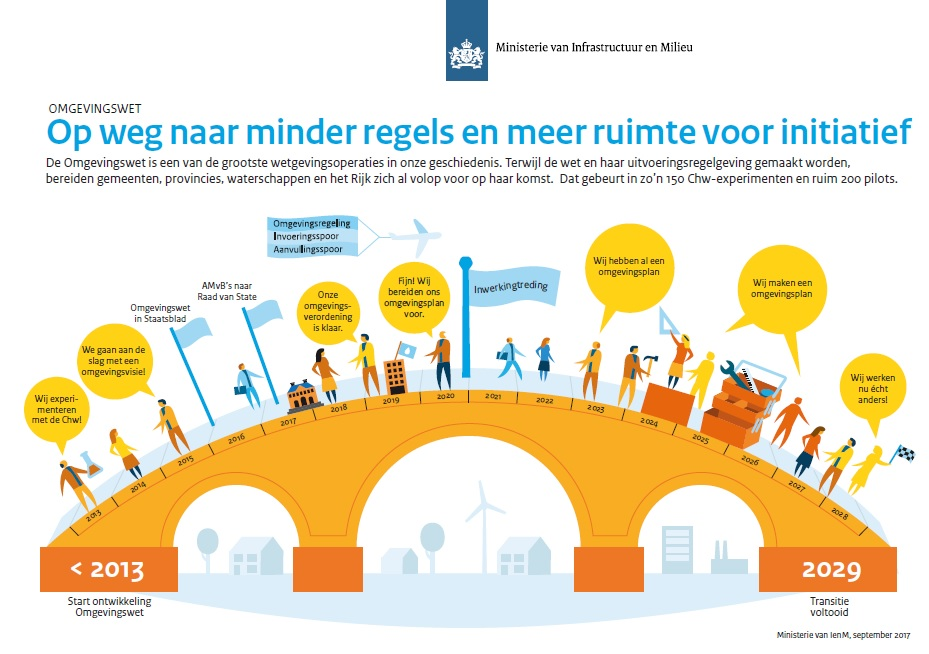 Ministerie van Infrastructuur en Milieu
OMGEVINGSWET
Op weg naar minder regels en meer ruimte voor initiatief
De Omgevingswet is een van de grootste wetgevingsoperaties in onze geschiedenis. Terwijl de wet en haar uitvoeringsregelgeving gemaakt worden,
bereiden gemeenten, provincies, waterschappen en het Rijk zich al volop voor op haar komst. Dat gebeurt in zo'n 150 Chw-experimenten en ruim 200 pilots.
Omgevingsregeling
Invoeringsspoor
Aanvullingsspoor
Wij experi-
menteren
met de Chw!
We gaan aan de
slag met een
omgevingsvisie!
Omgevingswet
in Staatsblad
AMvB's naar
Raad van State
Onze
omgevings-
verordening
is klaar.
Fijn! Wij
bereiden ons
omgevingsplan
voor.
Inwerkingtreding
Wij hebben al een
omgevingsplan
Wij maken een
omgevingsplan
Wij werken
nu écht
anders!
2013
2014
2015
2016
2017
2018
2019
2020
2021
2022
2023
2024
2025
2026
2027
2028
< 2013
Start ontwikkeling
Omgevingswet
2029
Transitie
voltooid
Ministerie van IenM, september 2017